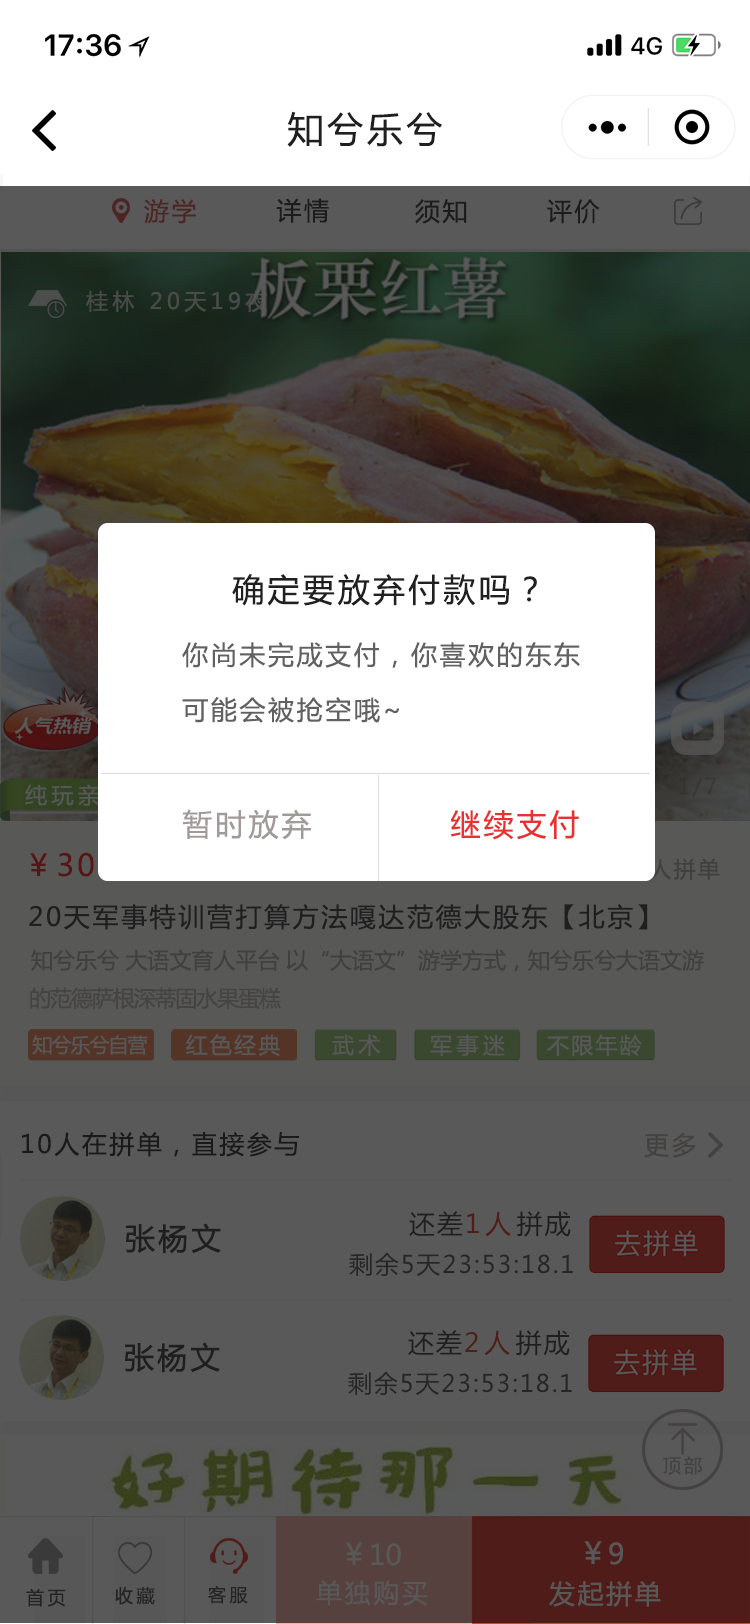 17:36
4G
知兮乐兮
游学 详情 须知 评价
板栗红薯
桂林 20天19夜
确定要放弃付款吗？
你尚未完成支付，你喜欢的东东
可能会被抢空哦~
人气热销
1/7
纯玩亲
暂时放弃 继续支付
¥30
人拼单
20天军事特训营打算方法嘎达范德大股东【北京】
知兮乐兮 大语文育人平台 以“大语文”游学方式，知兮乐兮大语文游
的范德萨根深蒂固水果蛋糕
知兮乐兮自营 红色经典 武术 军事迷 不限年龄
10人在拼单，直接参与 更多
还差1人拼成
张杨文 去拼单
剩余5天23:53:18.1
还差2人拼成
张杨文 去拼单
剩余5天23:53:18.1
顶部
好期待那一天
¥10 ¥9
首页 收藏 客服 单独购买 发起拼单